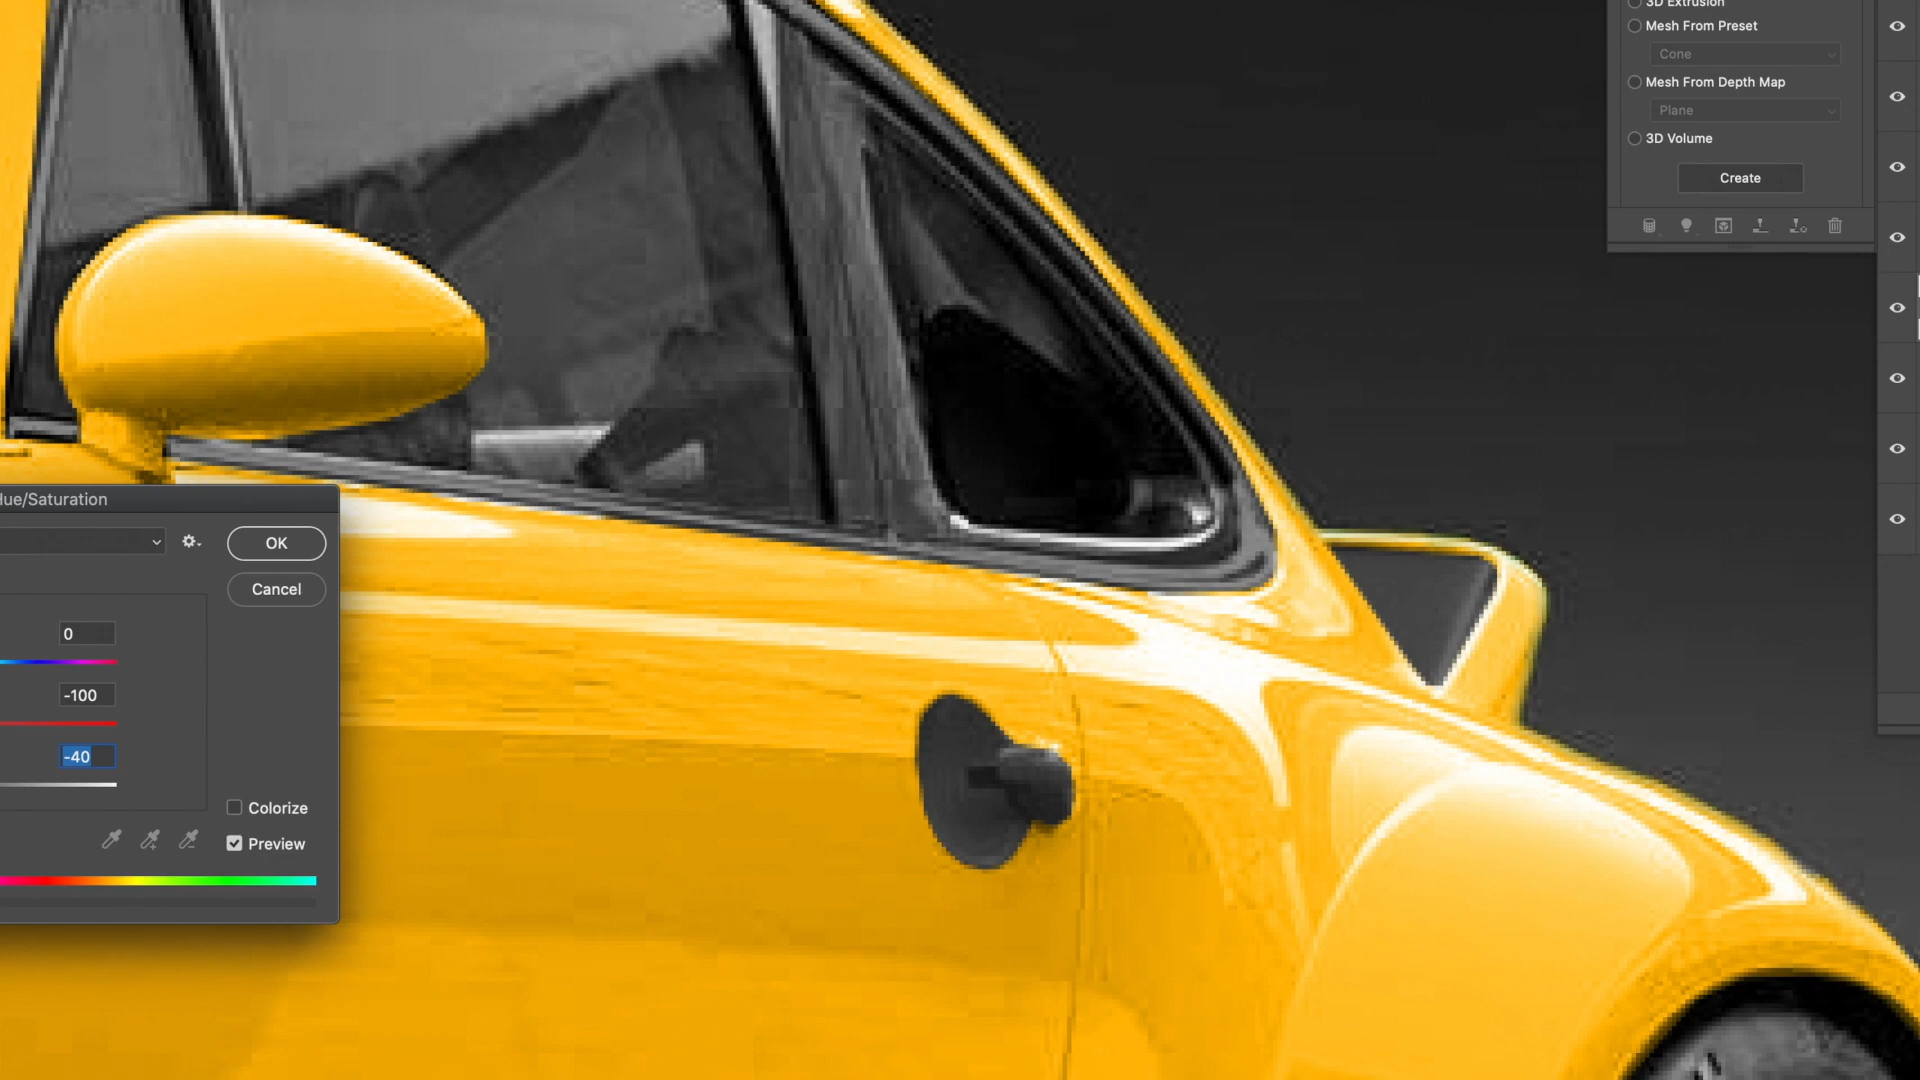 3D Extrusion
Mesh From Preset
Cone
Mesh From Depth Map
Plane
3D Volume
Create
Hue/Saturation
OK
Cancel
0
-100
-40
Colorize
Preview